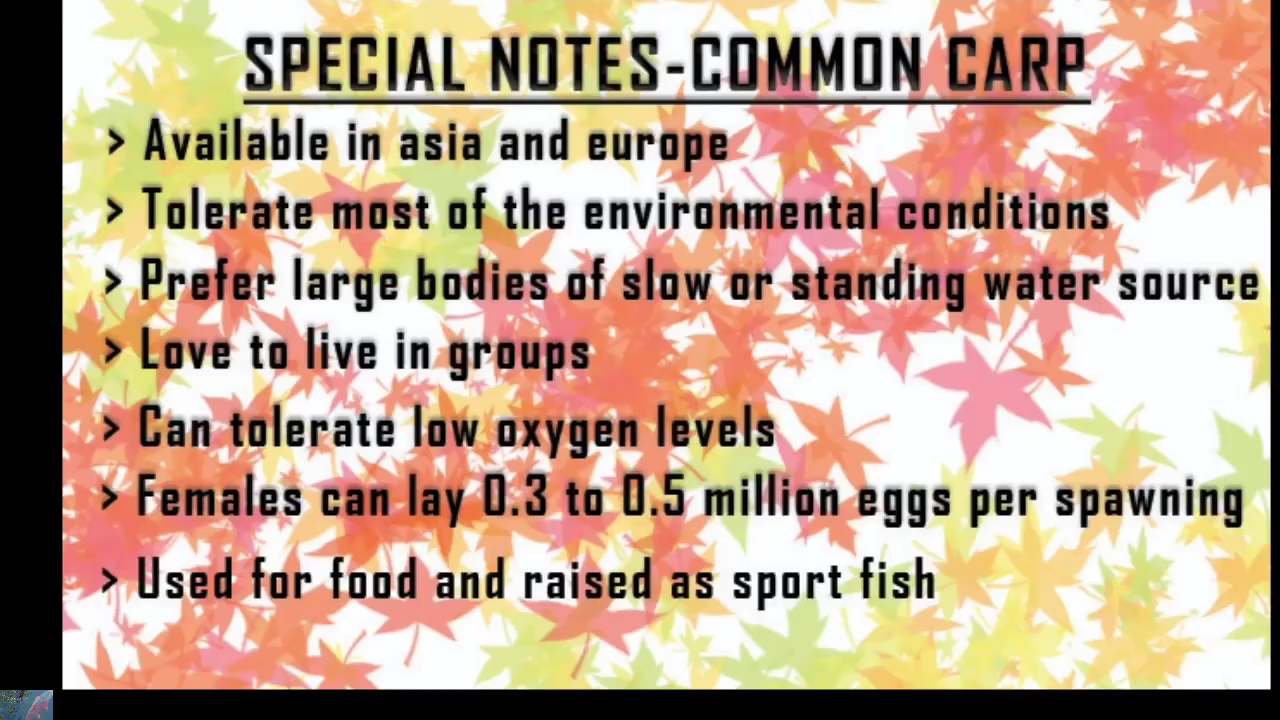 SPECIAL NOTES-COMMON CARP
> Available in asia and europe
> Tolerate most of the environmental conditions
> Prefer large bodies of slow or standing water source
> Love to live in groups
> Can tolerate low oxygen levels
> Females can lay 0.3 to 0.5 million eggs per spawning
> Used for food and raised as sport fish